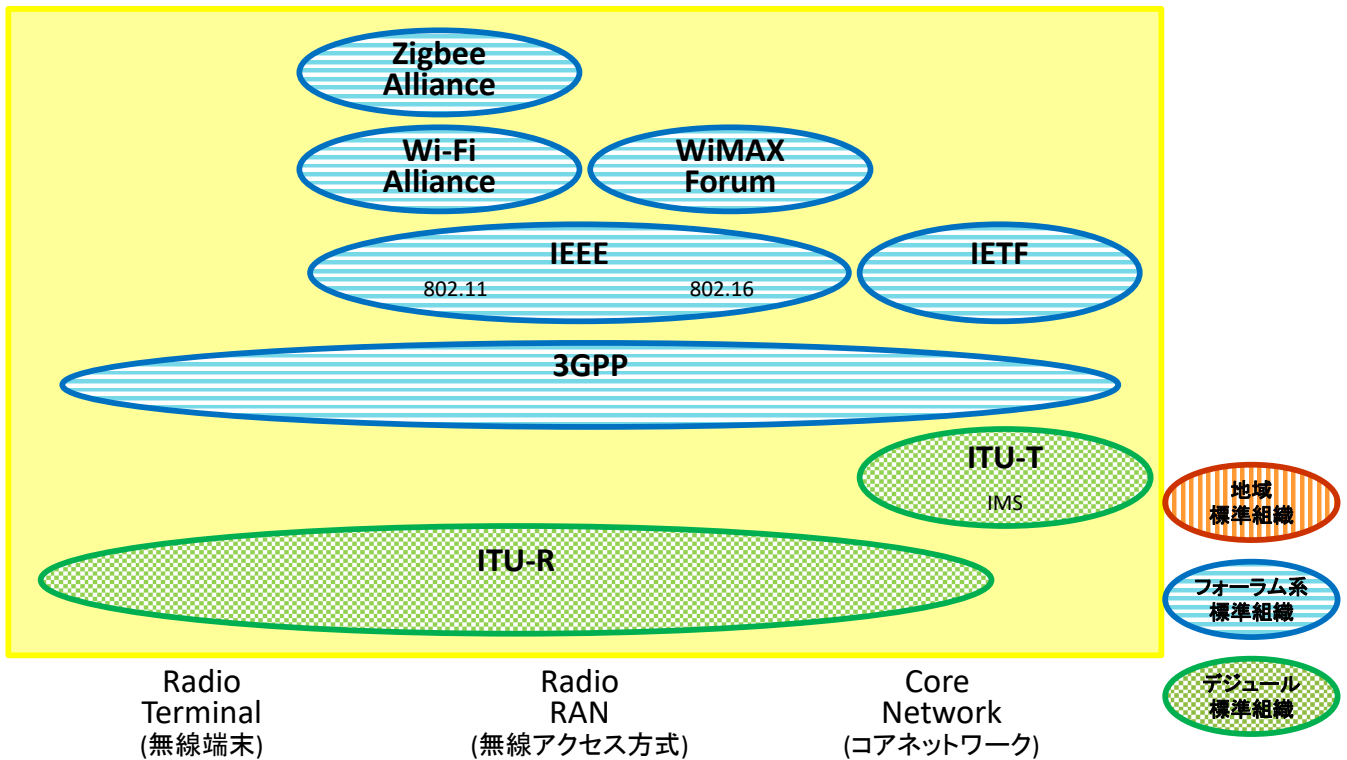 Zigbee
Alliance
Wi-Fi
Alliance
WiMAX
Forum
IEEE
802.11
802.16
IETF
3GPP
ITU-T
IMS
ITU-R
地域
標準組織
フォーラム系
標準組織
デジュール
標準組織
Radio
Terminal
(無線端末)
Radio
RAN
(無線アクセス方式)
Core
Network
(コアネットワーク)